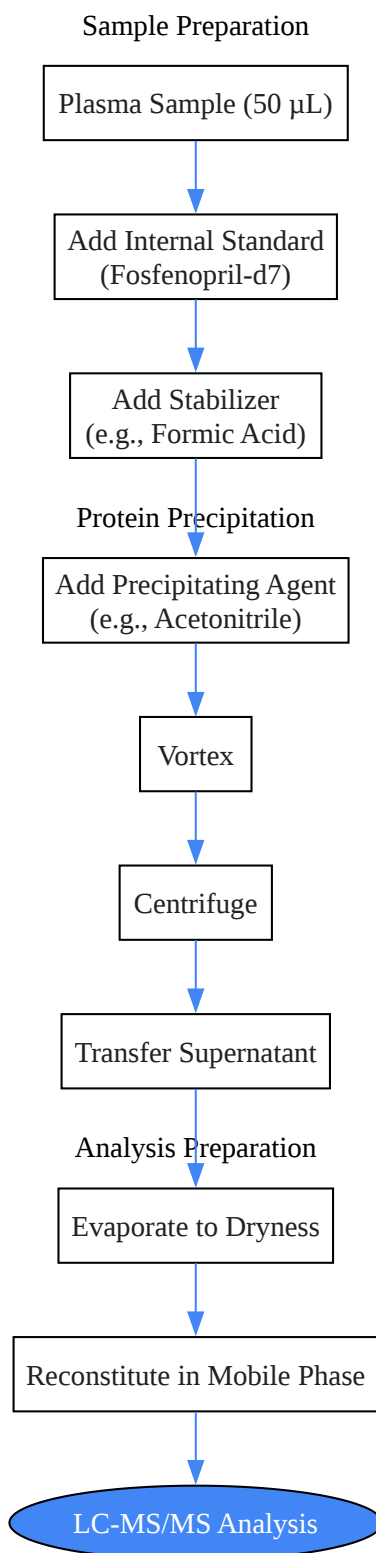 Sample Preparation
Plasma Sample (50 µL)
Add Internal Standard
(Fosfenopril-d7)
Add Stabilizer
(e.g., Formic Acid)
Protein Precipitation
Add Precipitating Agent
(e.g., Acetonitrile)
Vortex
Centrifuge
Transfer Supernatant
Analysis Preparation
Evaporate to Dryness
Reconstitute in Mobile Phase
LC-MS/MS Analysis